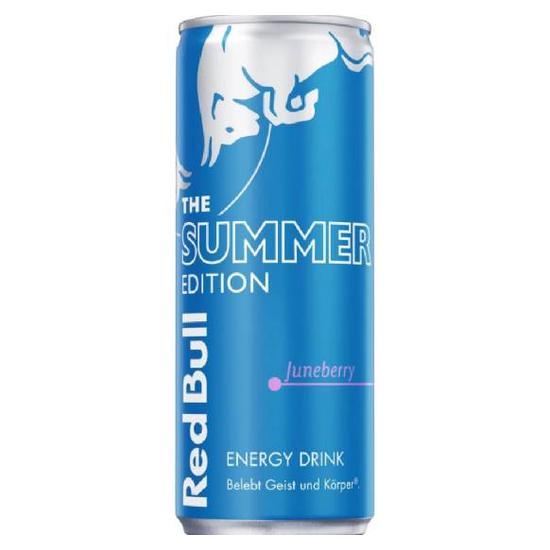 THE
SUMMER
EDITION
Red Bull
Juneberry
ENERGY DRINK
Belebt Geist und Körper®.